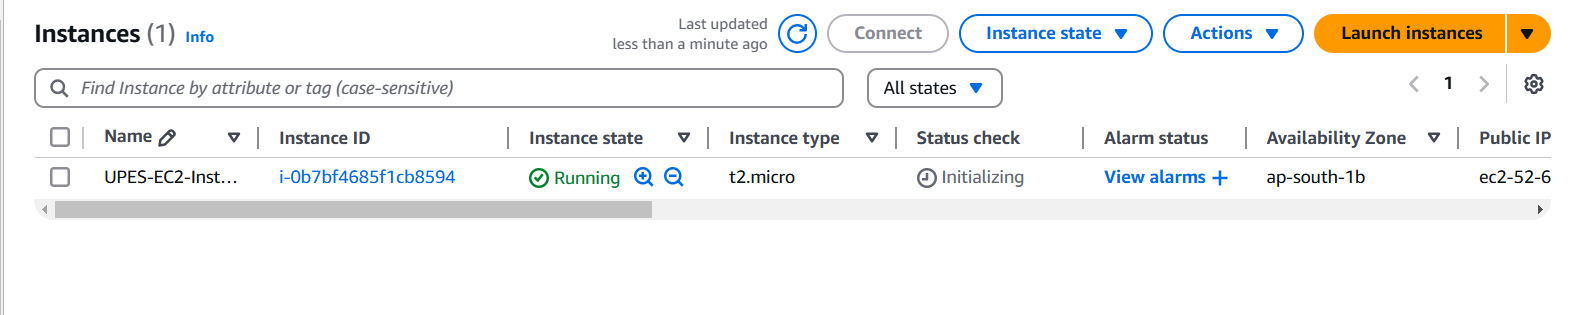 Instances (1) Info
Last updated
less than a minute ago
Connect
Instance state
Actions
Launch instances
Find Instance by attribute or tag (case-sensitive)
All states
1
Name Instance ID Instance state Instance type Status check Alarm status Availability Zone Public IP
UPES-EC2-Inst... i-0b7bf4685f1cb8594 Running t2.micro Initializing View alarms + ap-south-1b ec2-52-6